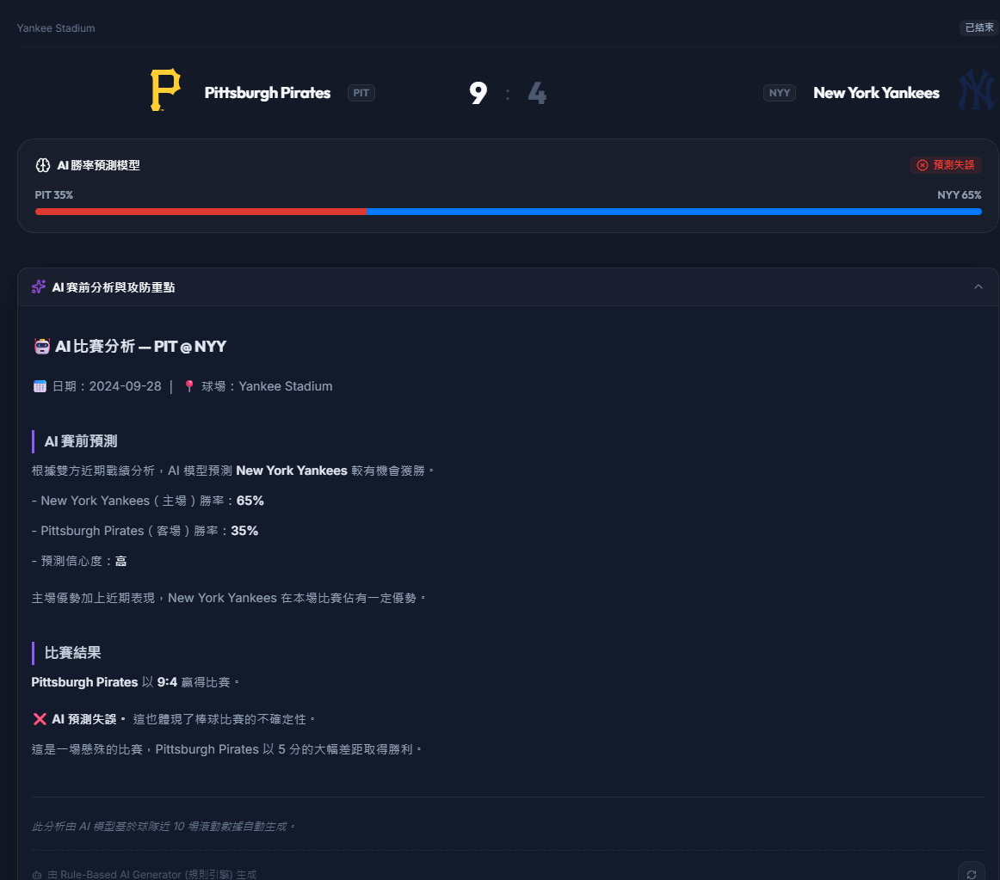 Yankee Stadium
已結束
Pittsburgh Pirates PIT 9 : 4 NYY New York Yankees
AI 勝率預測模型
預測失誤
PIT 35%
NYY 65%
AI 賽前分析與攻防重點
AI 比賽分析 — PIT @ NYY
日期：2024-09-28 | 球場：Yankee Stadium
AI 賽前預測
根據雙方近期戰績分析，AI 模型預測 New York Yankees 較有機會獲勝。
- New York Yankees（主場）勝率：65%
- Pittsburgh Pirates（客場）勝率：35%
- 預測信心度：高
主場優勢加上近期表現，New York Yankees 在本場比賽佔有一定優勢。
比賽結果
Pittsburgh Pirates 以 9:4 贏得比賽。
❌ AI 預測失誤。 這也體現了棒球比賽的不確定性。
這是一場懸殊的比賽，Pittsburgh Pirates 以 5 分的大幅差距取得勝利。
此分析由 AI 模型基於球隊近 10 場滾動數據自動生成。
由 Rule-Based AI Generator (規則引擎) 生成